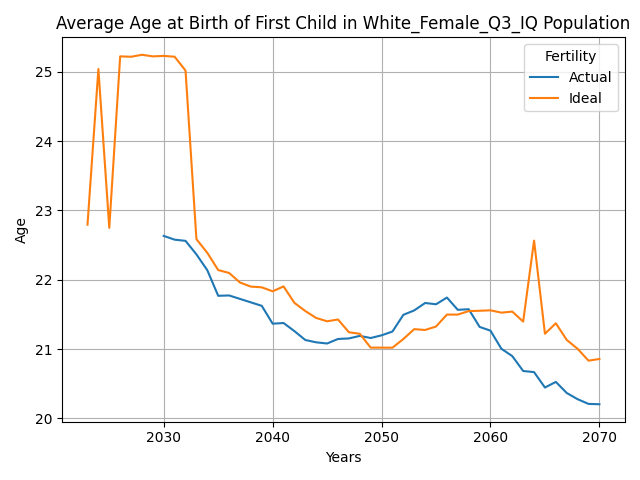 Average Age at Birth of First Child in White_Female_Q3_IQ Population
Fertility
Actual
Ideal
25
24
23
22
21
20
Age
2030
2040
2050
2060
2070
Years